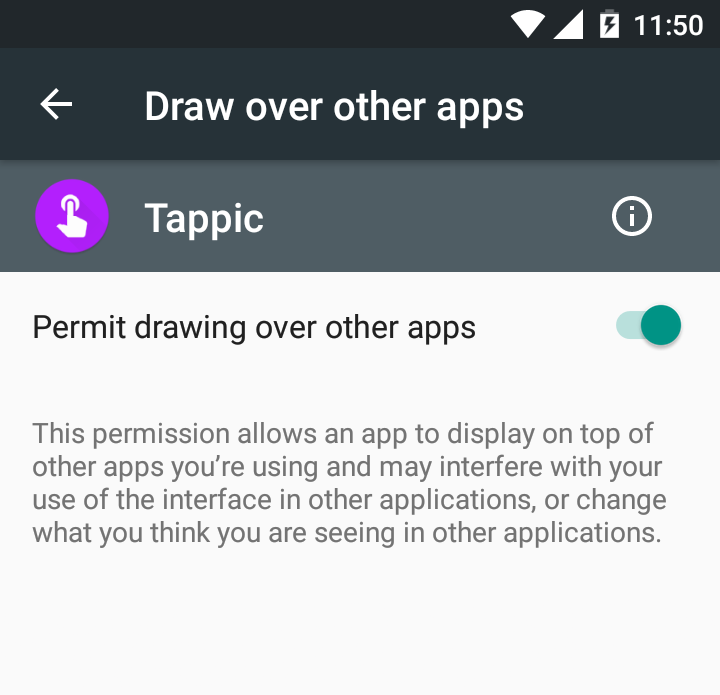 11:50
Draw over other apps
Tappic
Permit drawing over other apps
This permission allows an app to display on top of
other apps you’re using and may interfere with your
use of the interface in other applications, or change
what you think you are seeing in other applications.